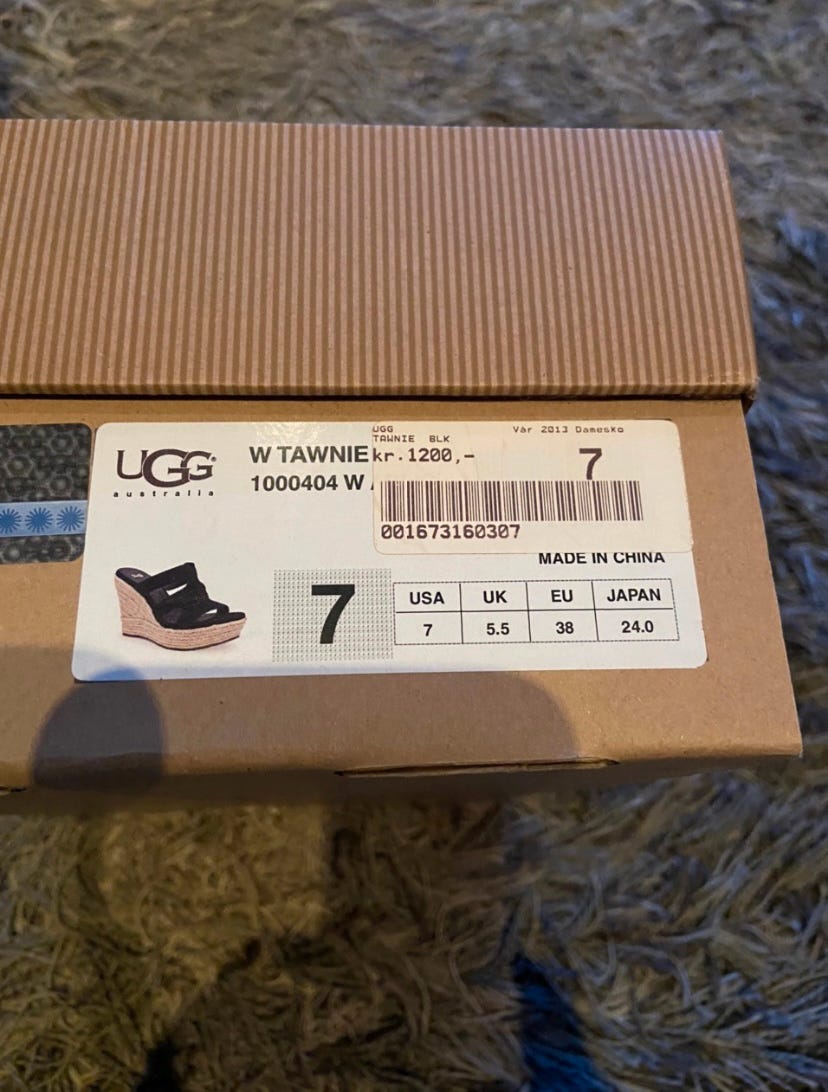 UGG
australia
W TAWNIE
1000404 W
UGG
TAWNIE BLK
Vår 2013 Damesko
kr.1200,-
7
001673160307
MADE IN CHINA
7
USA UK EU JAPAN
7 5.5 38 24.0